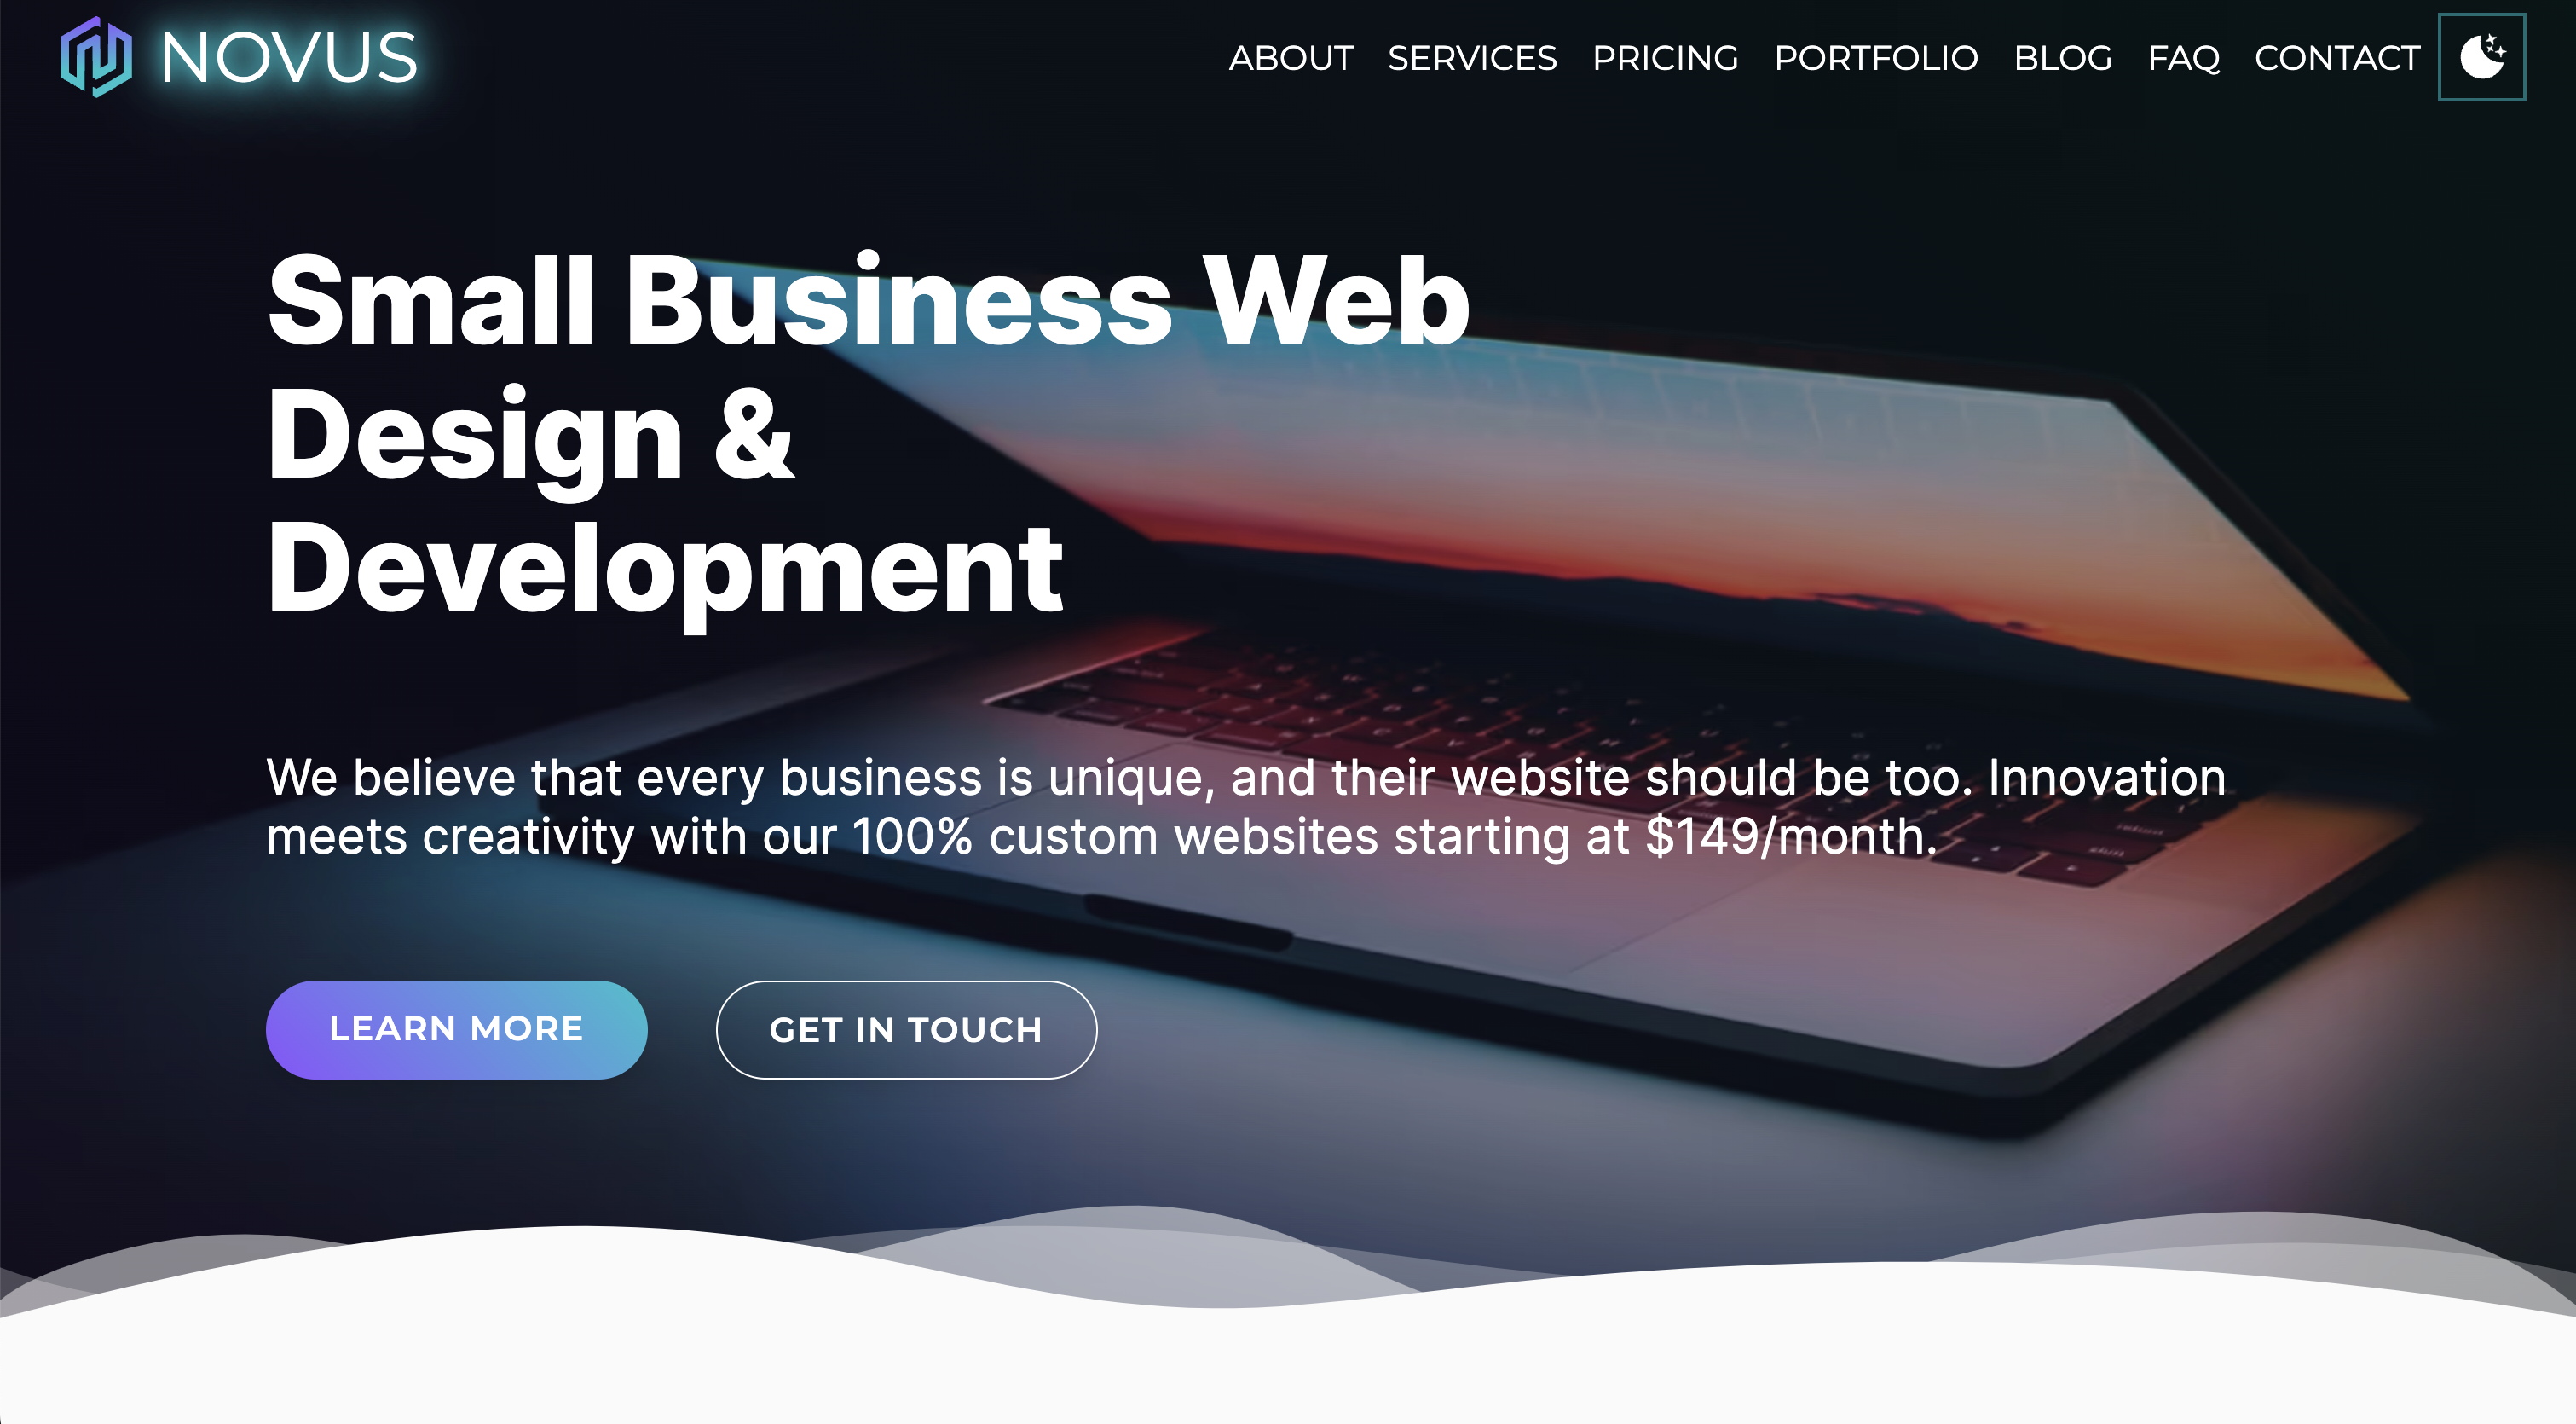 NOVUS
ABOUT SERVICES PRICING PORTFOLIO BLOG FAQ CONTACT
Small Business Web
Design &
Development
We believe that every business is unique, and their website should be too. Innovation
meets creativity with our 100% custom websites starting at $149/month.
LEARN MORE
GET IN TOUCH